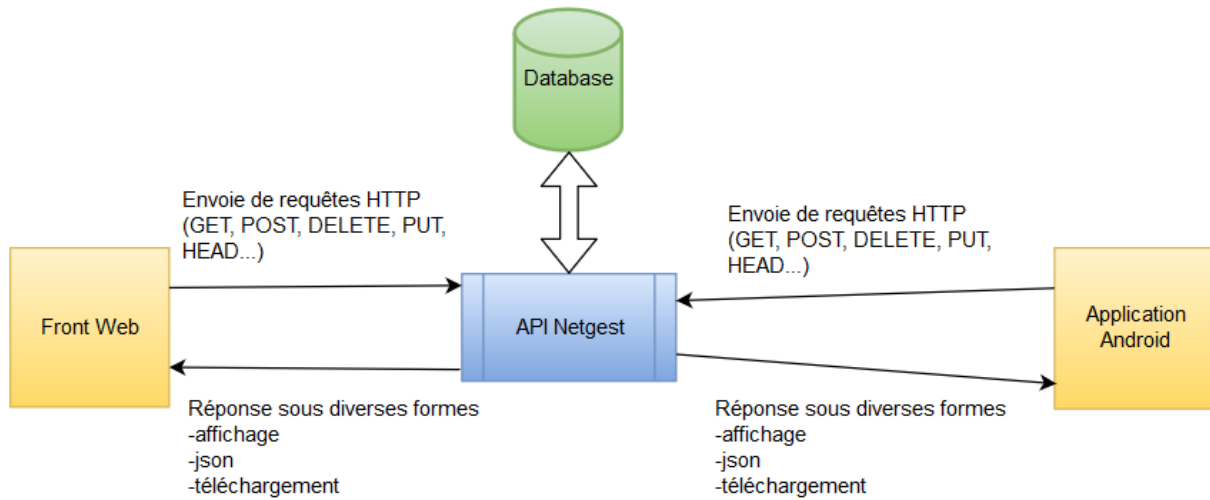 Database
Envoie de requêtes HTTP
(GET, POST, DELETE, PUT,
HEAD...)
Envoie de requêtes HTTP
(GET, POST, DELETE, PUT,
HEAD...)
Front Web
API Netgest
Application
Android
Réponse sous diverses formes
-affichage
-json
-téléchargement
Réponse sous diverses formes
-affichage
-json
-téléchargement